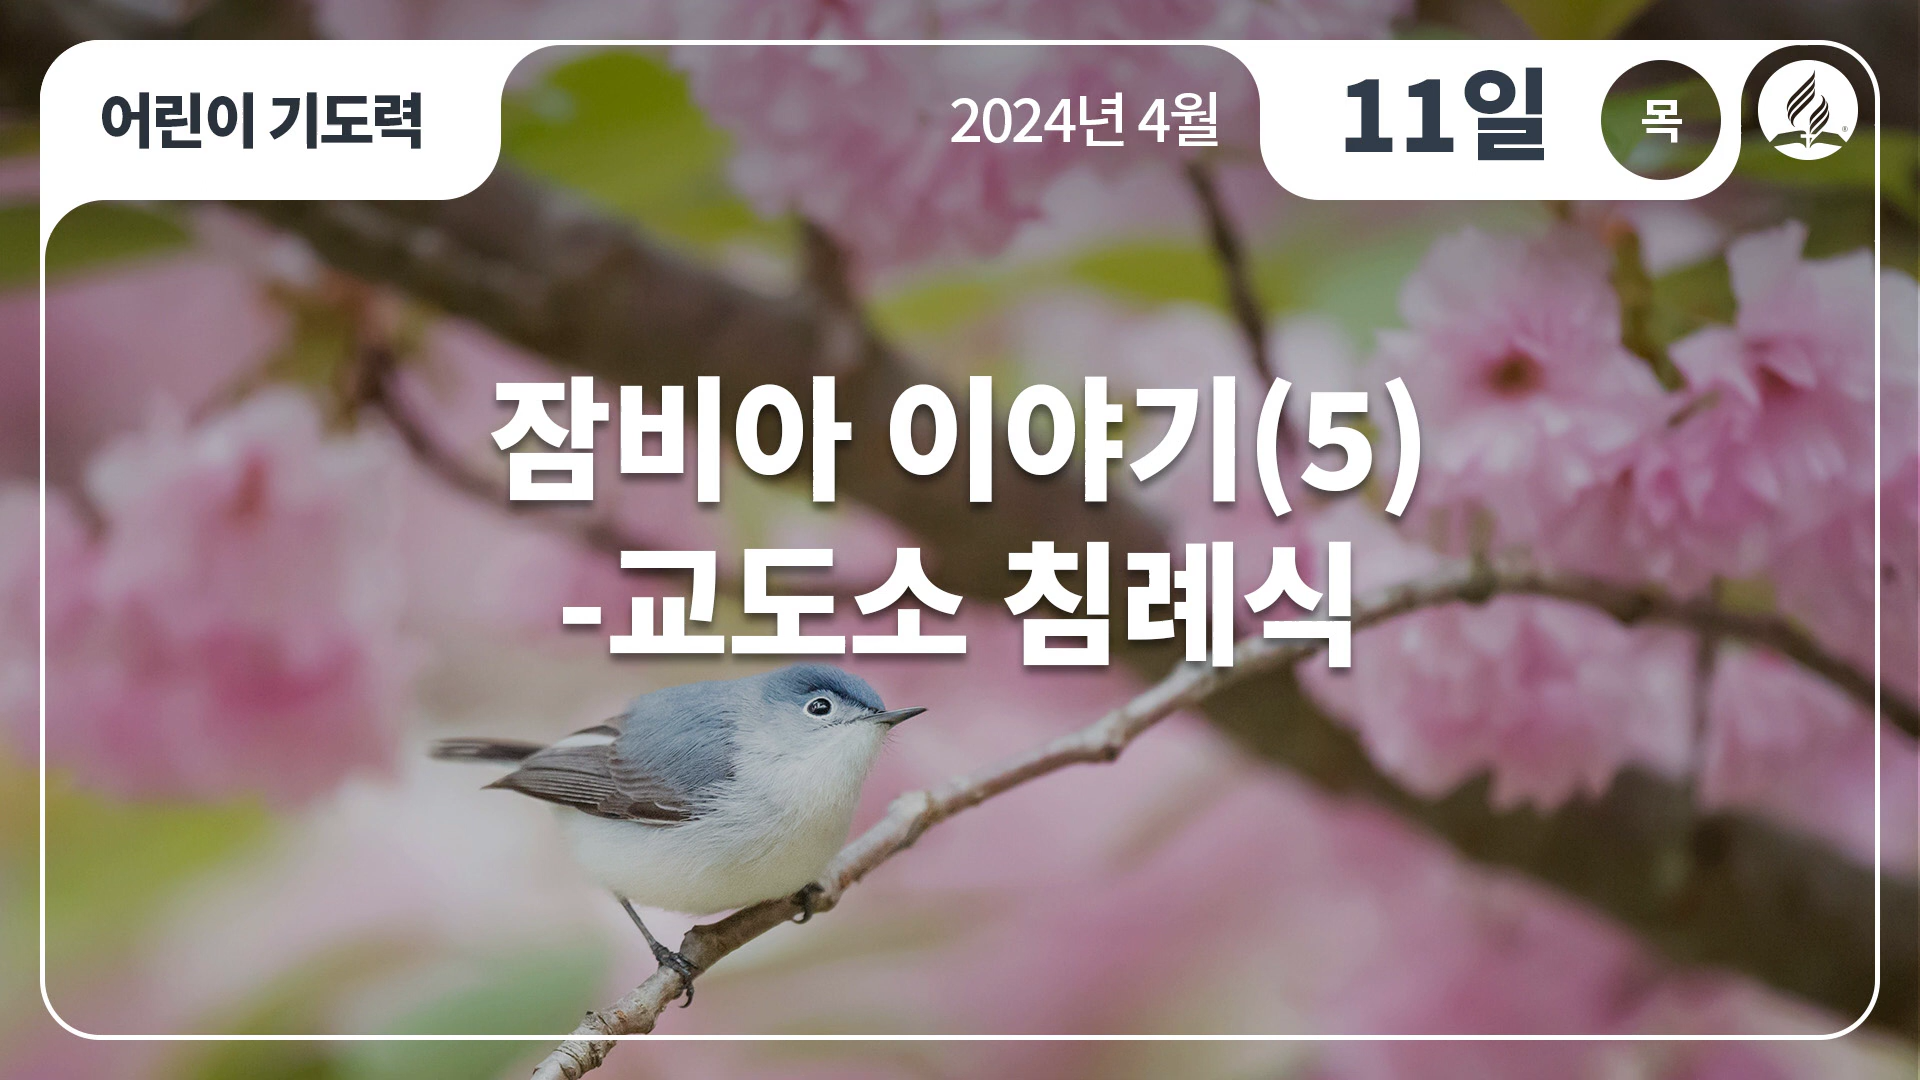 어린이 기도력
2024년 4월
11일
목
잠비아 이야기(5)
-교도소 침례식